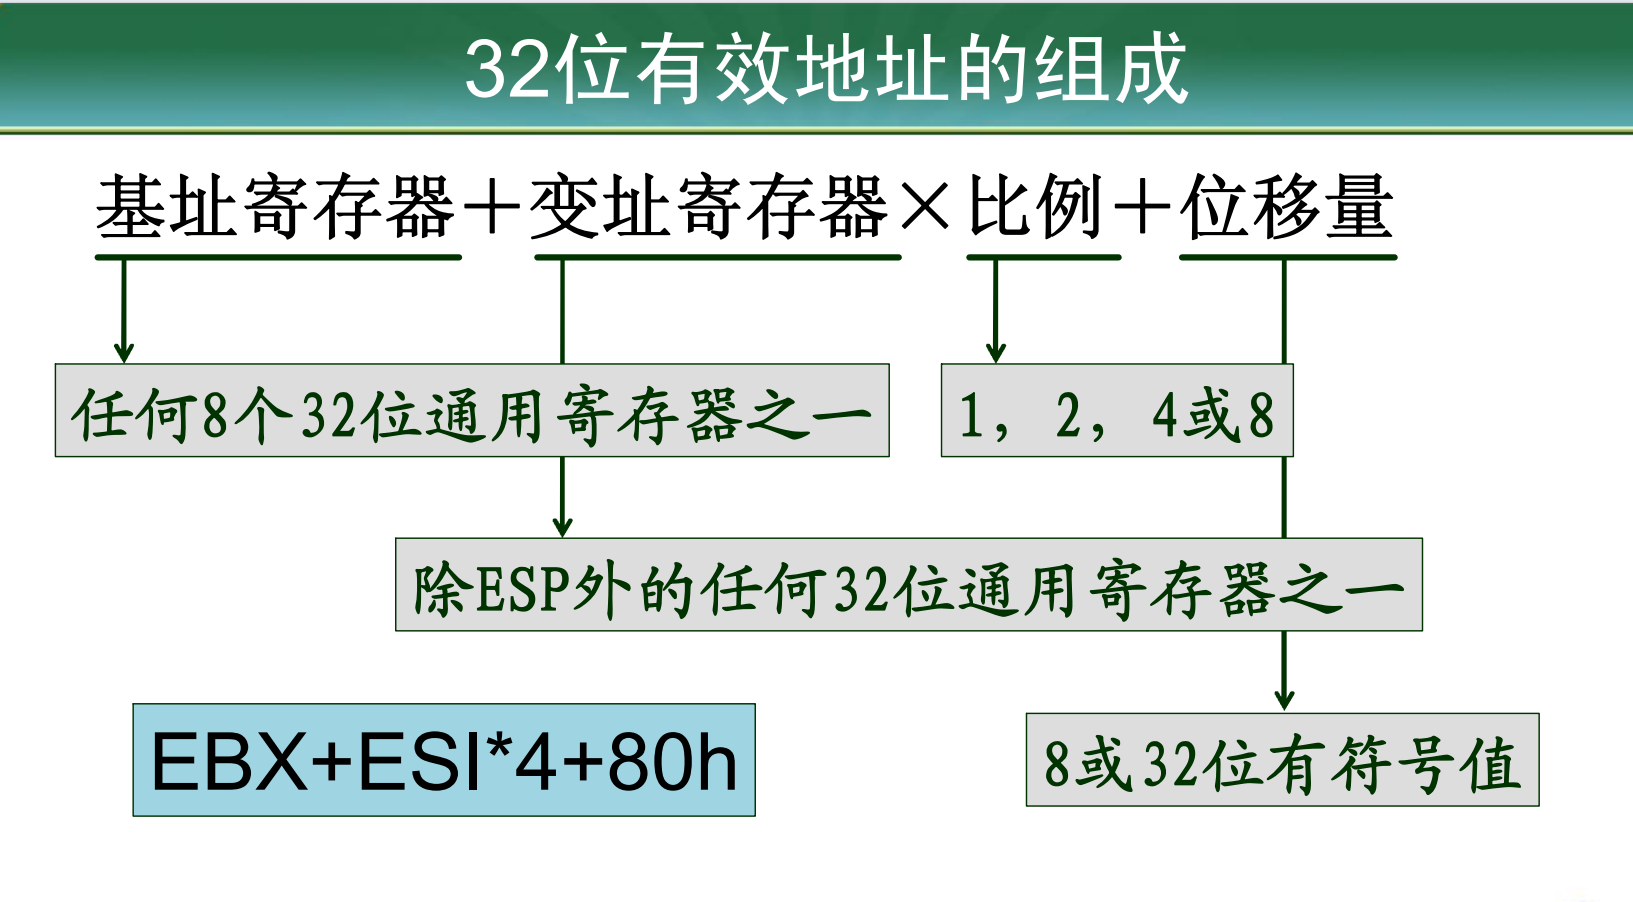 32位有效地址的组成
基址寄存器＋变址寄存器×比例＋位移量
任何8个32位通用寄存器之一
1，2，4或8
除ESP外的任何32位通用寄存器之一
EBX+ESI*4+80h
8或32位有符号值